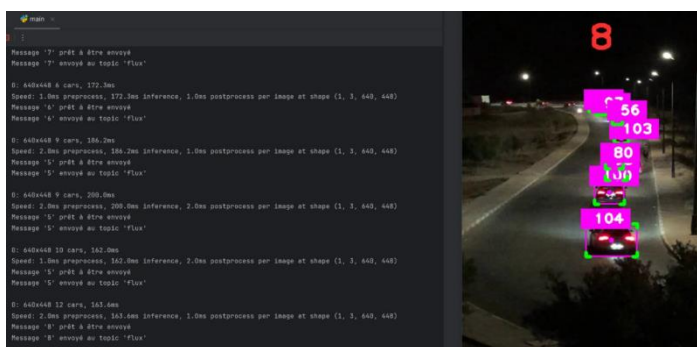 main
Message '7' prêt à être envoyé
Message '7' envoyé au topic 'flux'
0: 640x448 6 cars, 172.3ms
Speed: 1.0ms preprocess, 172.3ms inference, 1.0ms postprocess per image at shape (1, 3, 640, 448)
Message '6' prêt à être envoyé
Message '6' envoyé au topic 'flux'
0: 640x448 9 cars, 186.2ms
Speed: 2.0ms preprocess, 186.2ms inference, 1.0ms postprocess per image at shape (1, 3, 640, 448)
Message '5' prêt à être envoyé
Message '5' envoyé au topic 'flux'
0: 640x448 9 cars, 200.0ms
Speed: 2.0ms preprocess, 200.0ms inference, 2.0ms postprocess per image at shape (1, 3, 640, 448)
Message '5' prêt à être envoyé
Message '5' envoyé au topic 'flux'
0: 640x448 10 cars, 162.0ms
Speed: 1.0ms preprocess, 162.0ms inference, 2.0ms postprocess per image at shape (1, 3, 640, 448)
Message '5' prêt à être envoyé
Message '5' envoyé au topic 'flux'
0: 640x448 12 cars, 163.6ms
Speed: 2.0ms preprocess, 163.6ms inference, 1.0ms postprocess per image at shape (1, 3, 640, 448)
Message '8' prêt à être envoyé
Message '8' envoyé au topic 'flux'
8
56
103
80
100
104